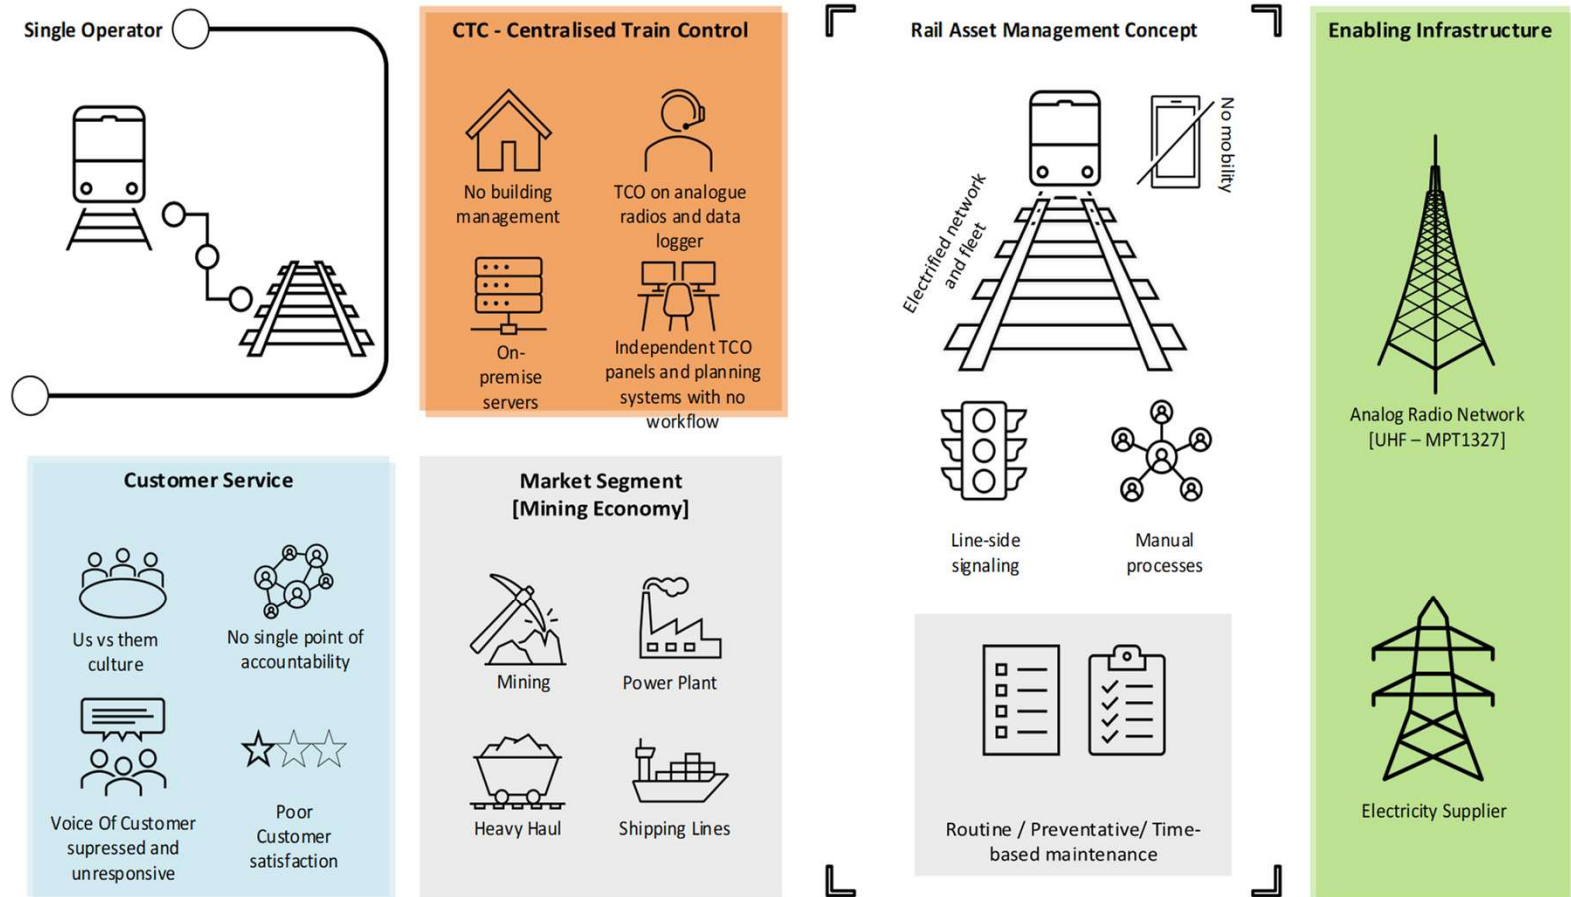 Single Operator
CTC - Centralised Train Control
No building
management
TCO on analogue
radios and data
logger
On-
premise
servers
Independent TCO
panels and planning
systems with no
workflow
Customer Service
Us vs them
culture
No single point of
accountability
Voice Of Customer
supressed and
unresponsive
Poor
Customer
satisfaction
Market Segment
[Mining Economy]
Mining
Power Plant
Heavy Haul
Shipping Lines
Rail Asset Management Concept
Electrified network
and fleet
No mobility
Line-side
signaling
Manual
processes
Routine / Preventative/ Time-
based maintenance
Enabling Infrastructure
Analog Radio Network
[UHF – MPT1327]
Electricity Supplier